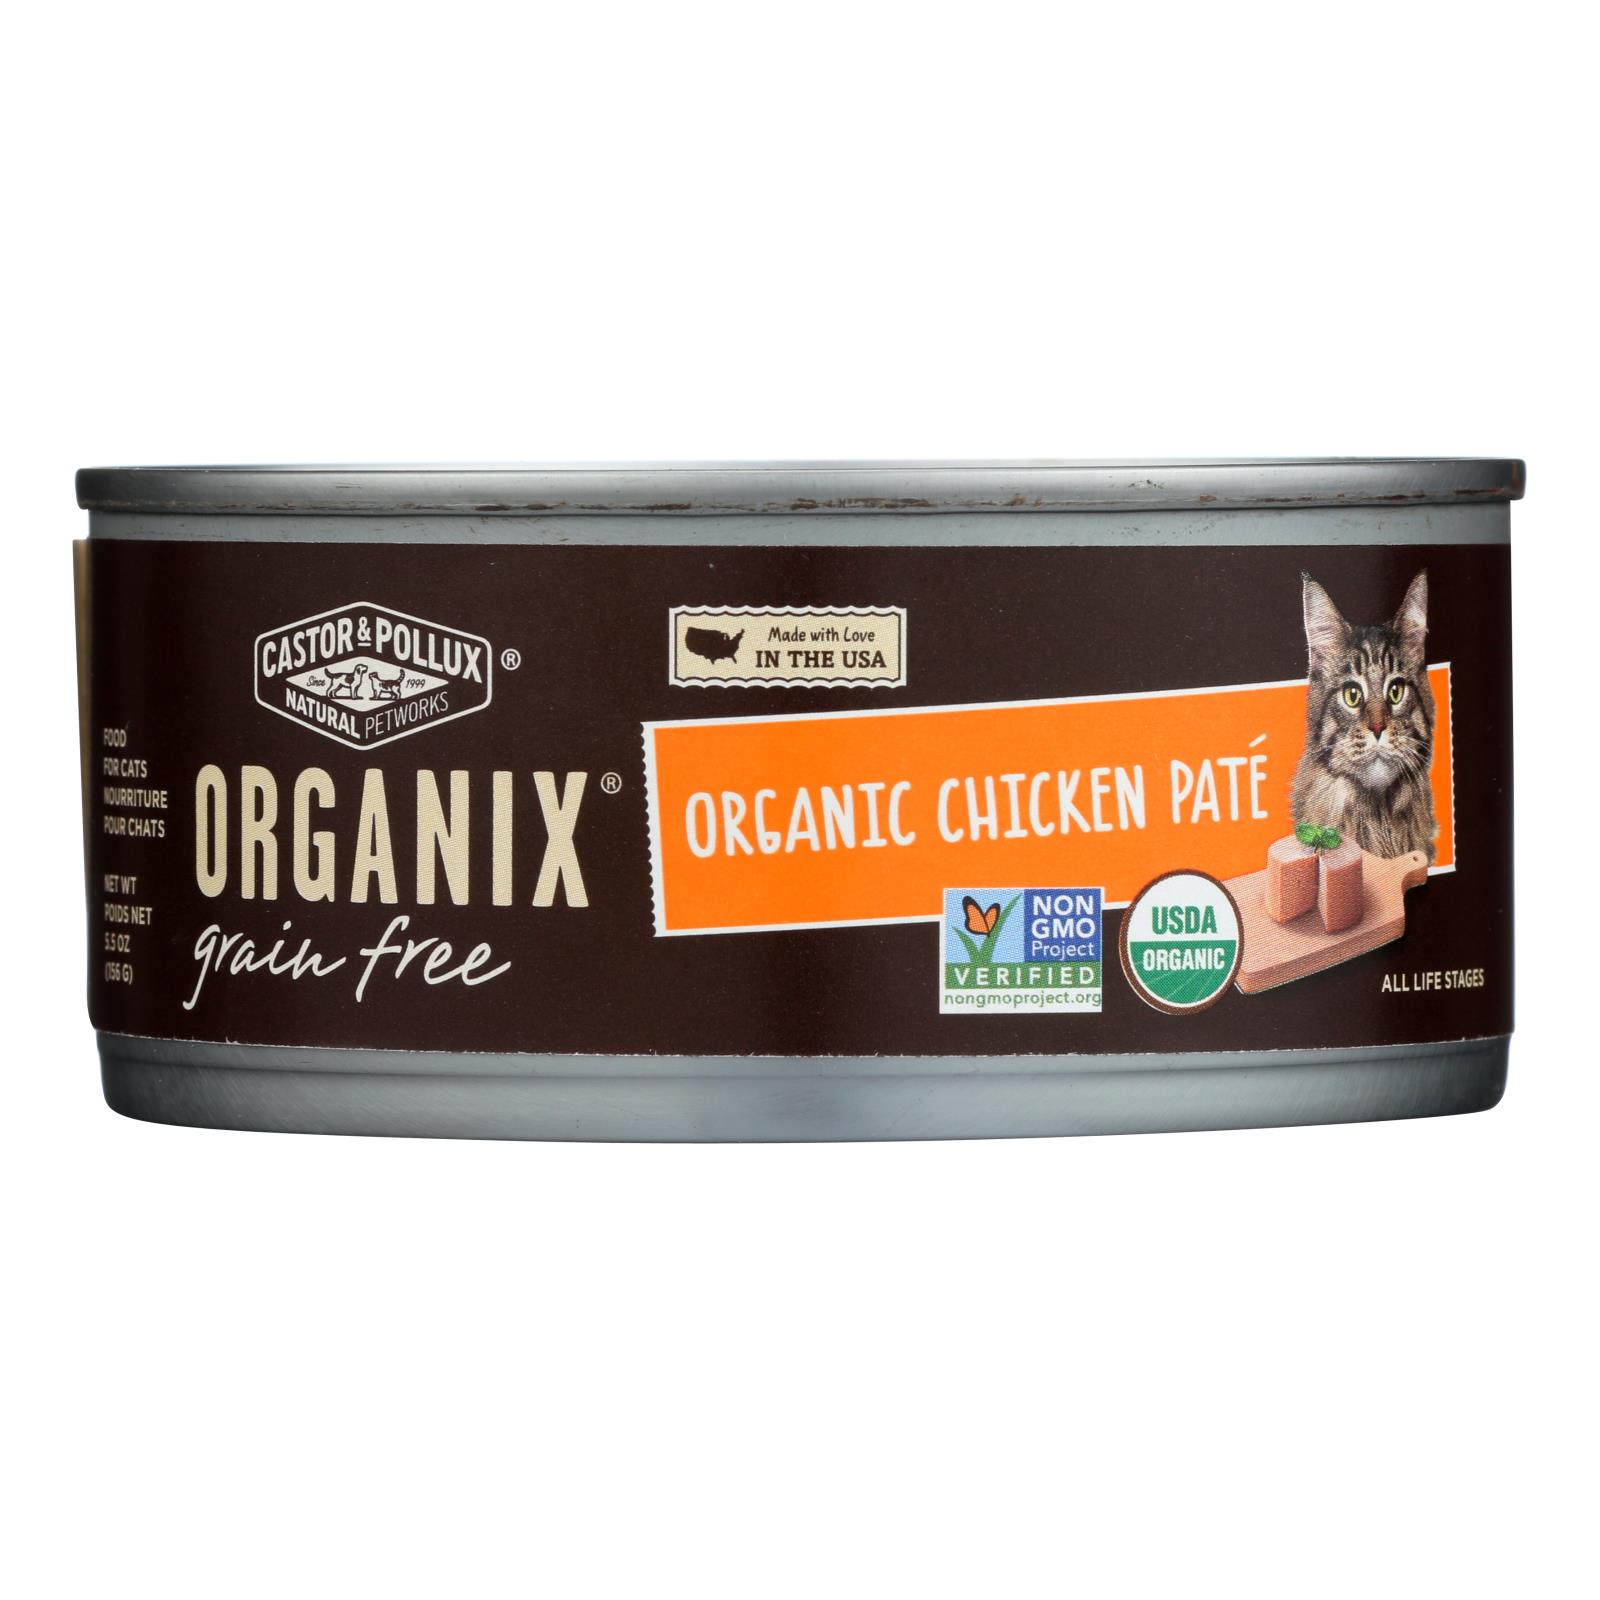 CASTOR & POLLUX ®
Since 1999
NATURAL PETWORKS
ORGANIX®
grain free
FOOD
FOR CATS
NOURRITURE
POUR CHATS
NET WT
POIDS NET
5.5 OZ
(156 G)
Made with Love
IN THE USA
ORGANIC CHICKEN PATÉ
NON
GMO
Project
VERIFIED
nongmoproject.org
USDA
ORGANIC
ALL LIFE STAGES